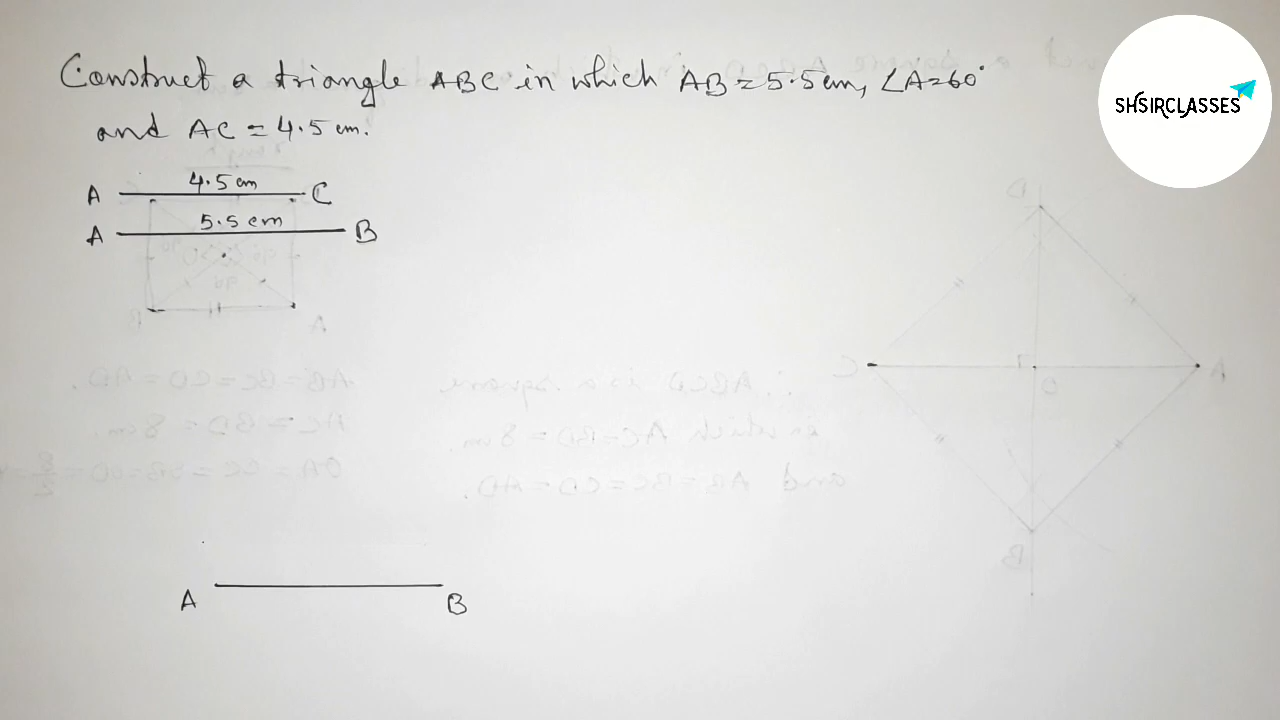 Construct a triangle ABC in which AB = 5.5 cm, ∠A=60°
and AC = 4.5 cm.
SHSIRCLASSES
A 4.5 cm C
A 5.5 cm B
A B